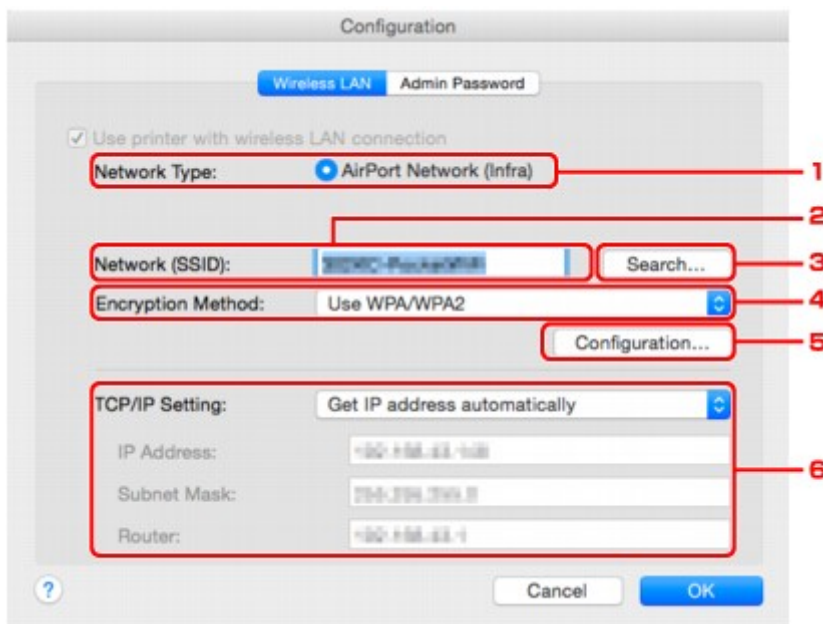 Configuration
Wireless LAN Admin Password
Use printer with wireless LAN connection
Network Type: AirPort Network (Infra) 1
2
Network (SSID): Search... 3
Encryption Method: Use WPA/WPA2 4
Configuration... 5
TCP/IP Setting: Get IP address automatically
IP Address:
6
Subnet Mask:
Router:
? Cancel OK